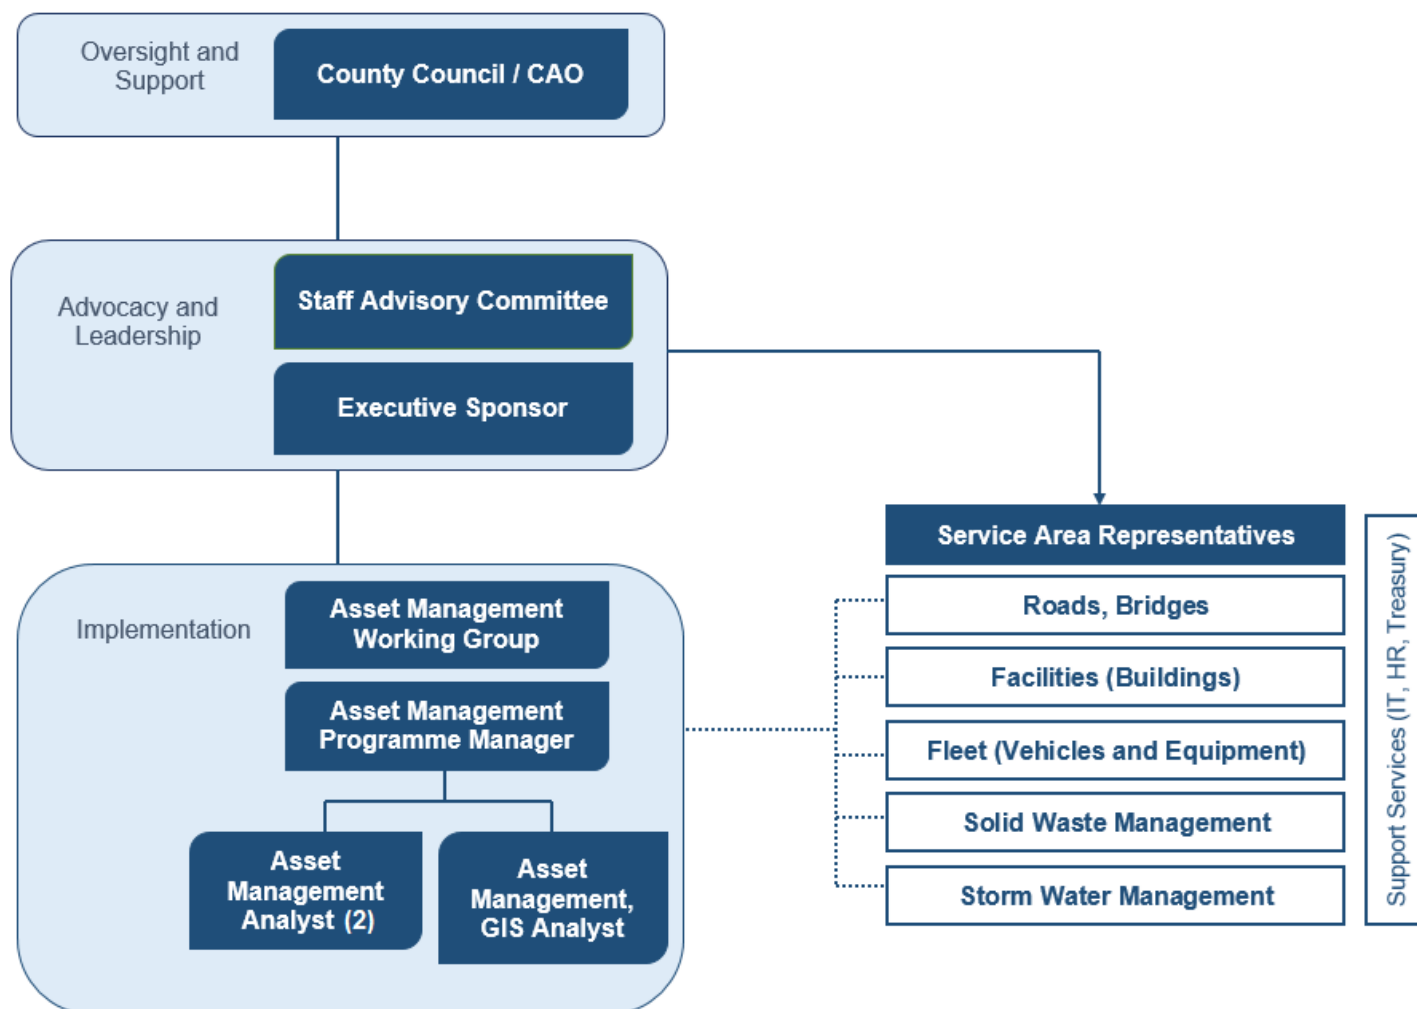 Oversight and
Support
County Council / CAO
Advocacy and
Leadership
Staff Advisory Committee
Executive Sponsor
Implementation
Asset Management
Working Group
Asset Management
Programme Manager
Asset
Management
Analyst (2)
Asset
Management,
GIS Analyst
Service Area Representatives
Roads, Bridges
Facilities (Buildings)
Fleet (Vehicles and Equipment)
Solid Waste Management
Storm Water Management
Support Services (IT, HR, Treasury)